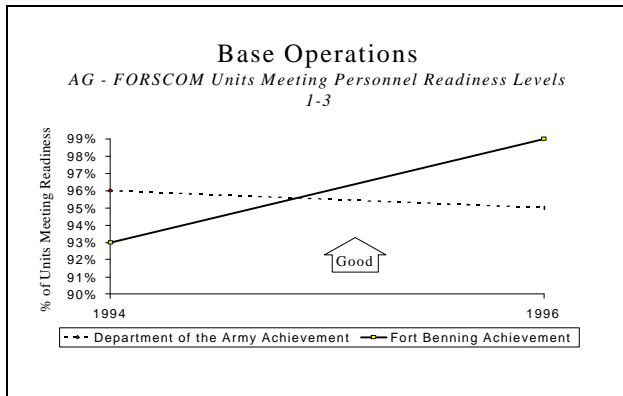 Base Operations
AG - FORSCOM Units Meeting Personnel Readiness Levels
1-3
% of Units Meeting Readiness
99%
98%
97%
96%
95%
94%
93%
92%
91%
90%
Good
1994
1996
Department of the Army Achievement
Fort Benning Achievement